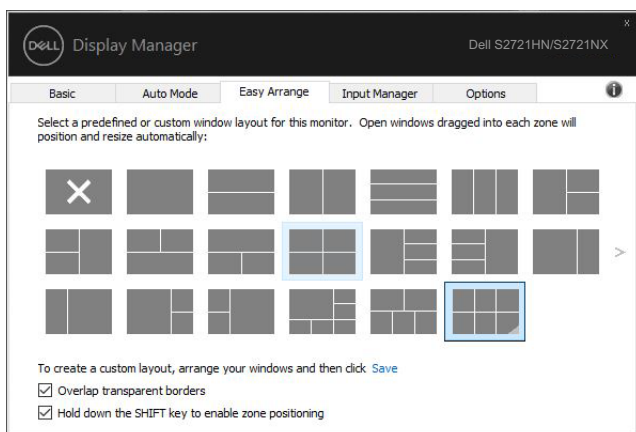 DELL Display Manager
Dell S2721HN/S2721NX
Basic Auto Mode Easy Arrange Input Manager Options
Select a predefined or custom window layout for this monitor. Open windows dragged into each zone will
position and resize automatically:
To create a custom layout, arrange your windows and then click Save
Overlap transparent borders
Hold down the SHIFT key to enable zone positioning